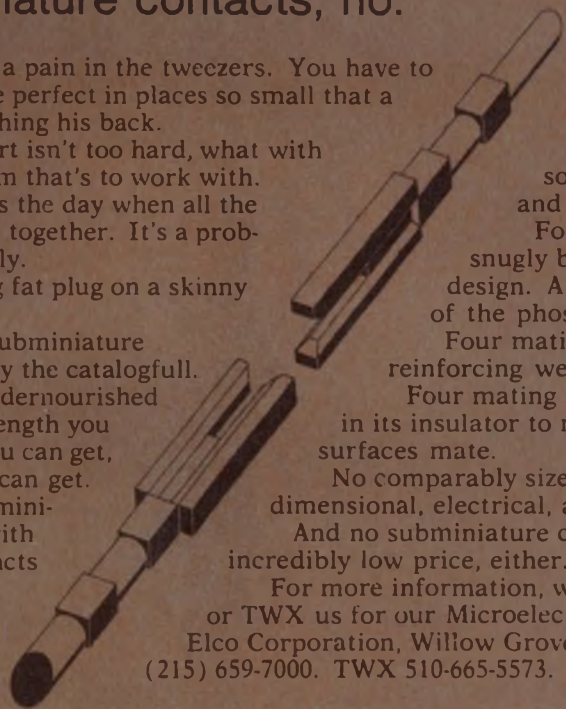 ature contacts, no.
a pain in the tweezers. You have to
e perfect in places so small that a
hing his back.
rt isn't too hard, what with
m that's to work with.
s the day when all the
together. It's a prob-
ly.
g fat plug on a skinny
ubminiature
y the catalogfull.
dernourished
ength you
u can get,
can get.
mini-
ith
acts
so
and
Fo
snugly b
design. A
of the phos
Four mati
reinforcing we
Four mating
in its insulator to r
surfaces mate.
No comparably size
dimensional, electrical, a
And no subminiature c
incredibly low price, either.
For more information, w
or TWX us for our Microelec
Elco Corporation, Willow Grove
(215) 659-7000. TWX 510-665-5573.